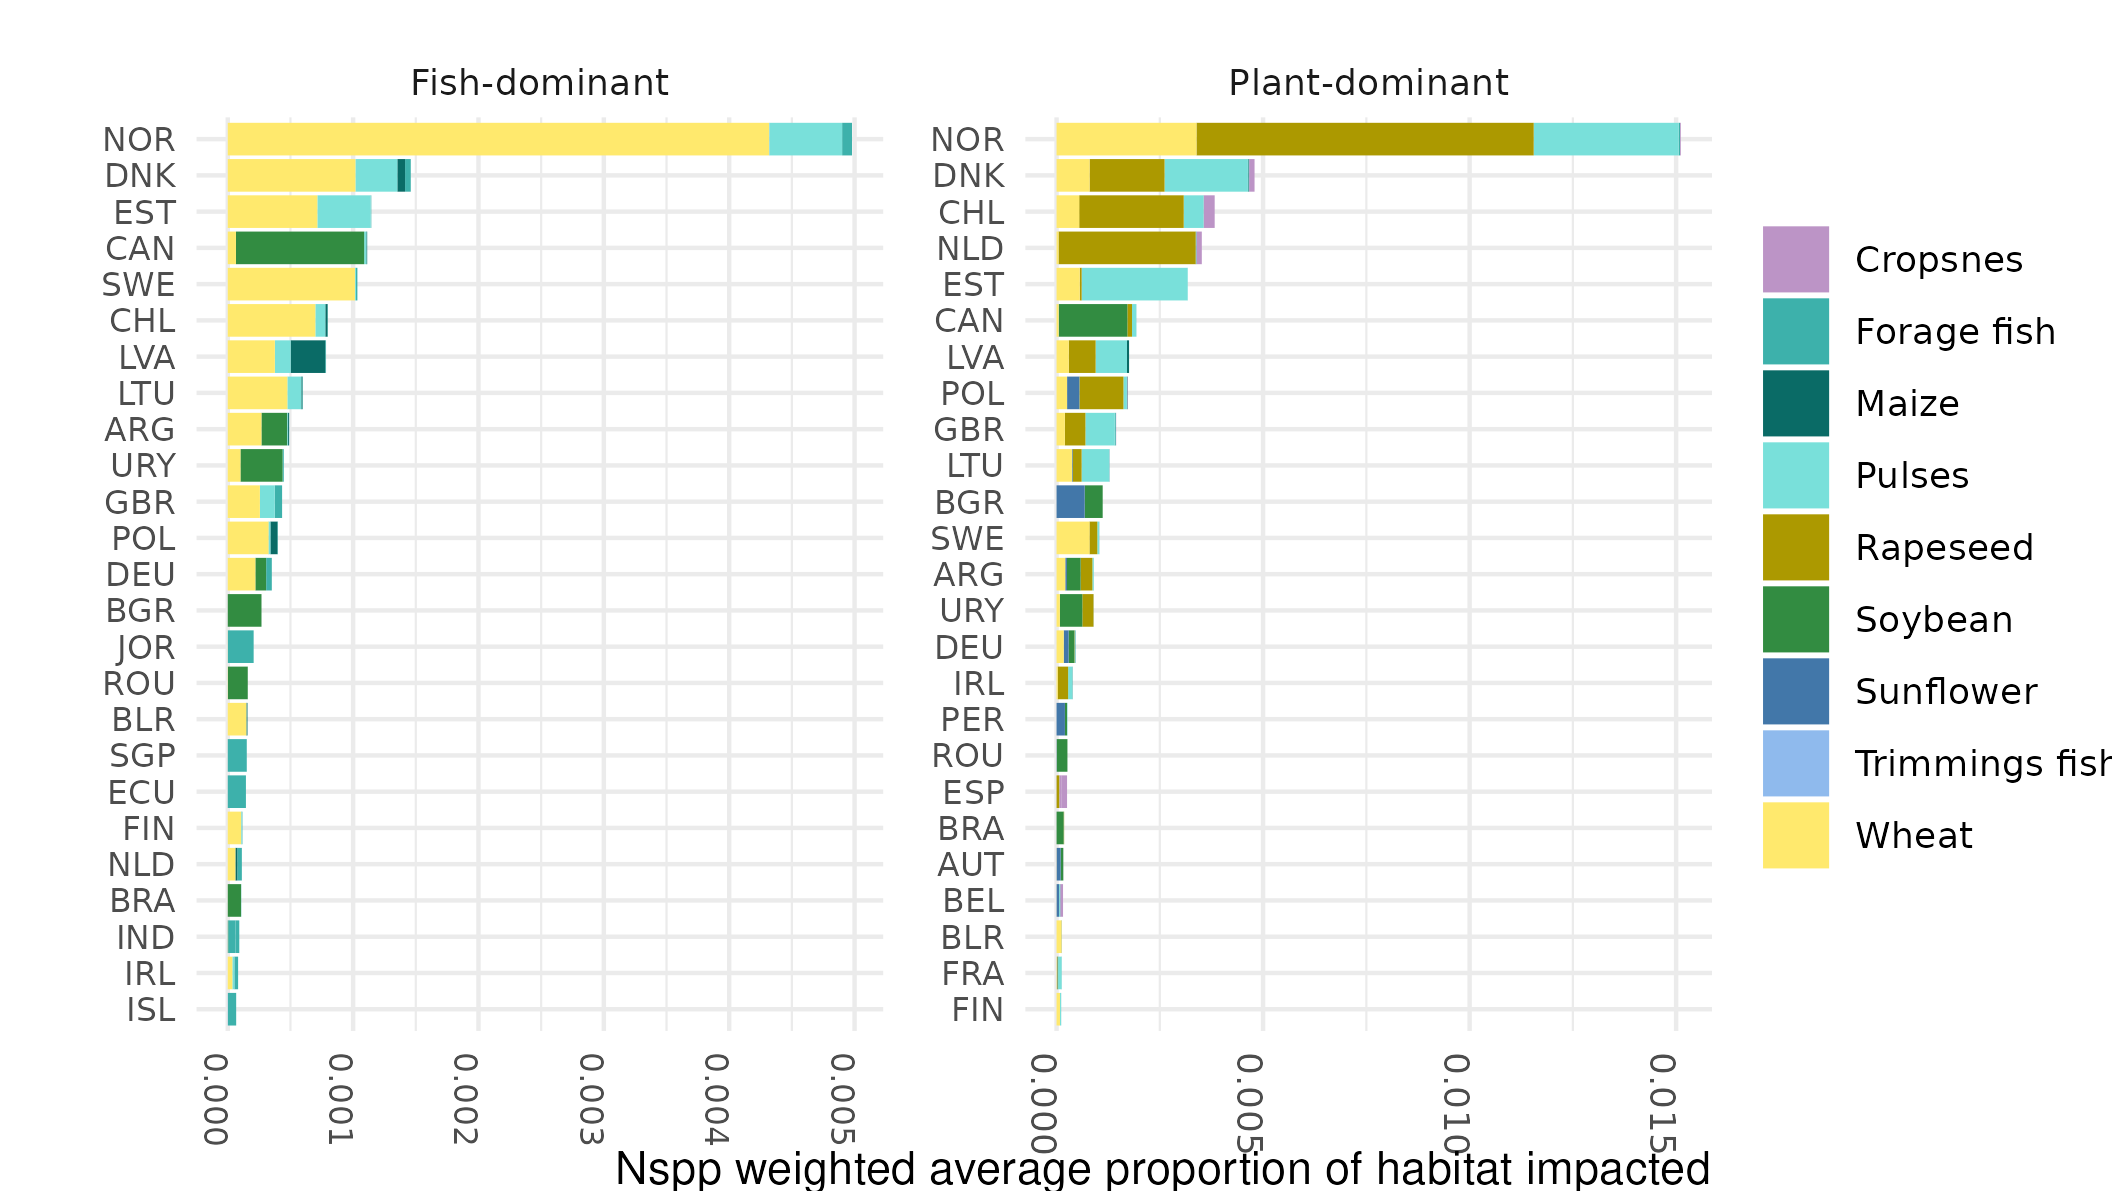 Fish-dominant
NOR
DNK
EST
CAN
SWE
CHL
LVA
LTU
ARG
URY
GBR
POL
DEU
BGR
JOR
ROU
BLR
SGP
ECU
FIN
NLD
BRA
IND
IRL
ISL
0.000
0.001
0.002
0.003
0.004
0.005
Plant-dominant
NOR
DNK
CHL
NLD
EST
CAN
LVA
POL
GBR
LTU
BGR
SWE
ARG
URY
DEU
IRL
PER
ROU
ESP
BRA
AUT
BEL
BLR
FRA
FIN
0.000
0.005
0.010
0.015
Nspp weighted average proportion of habitat impacted
Cropsnes
Forage fish
Maize
Pulses
Rapeseed
Soybean
Sunflower
Trimmings fish
Wheat